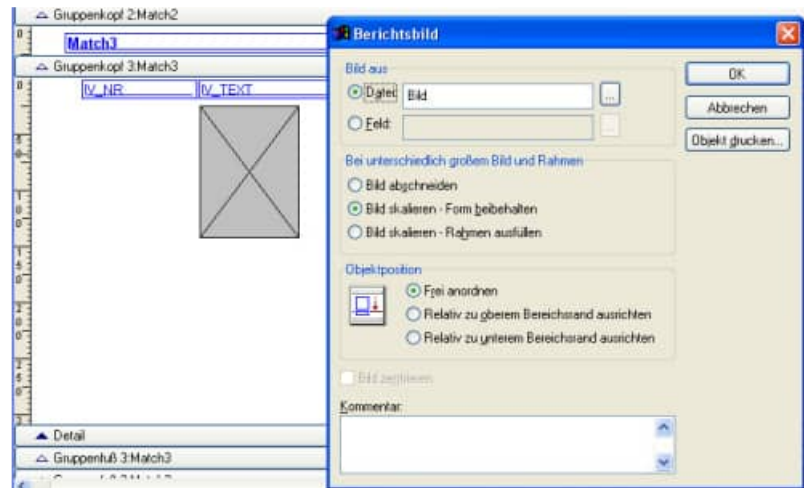 Gruppenkopf 2:Match2
Match3
Gruppenkopf 3:Match3
IV_NR
IV_TEXT
Detail
Gruppenfuß 3:Match3
Berichtsbild
Bild aus
Datei: Bild ...
Feld: ...
Bei unterschiedlich großem Bild und Rahmen
Bild abschneiden
Bild skalieren - Form beibehalten
Bild skalieren - Rahmen ausfüllen
Objektposition
Frei anordnen
Relativ zu oberem Bereichsrand ausrichten
Relativ zu unterem Bereichsrand ausrichten
Bild zentrieren
Kommentar:
OK
Abbrechen
Objekt drucken...